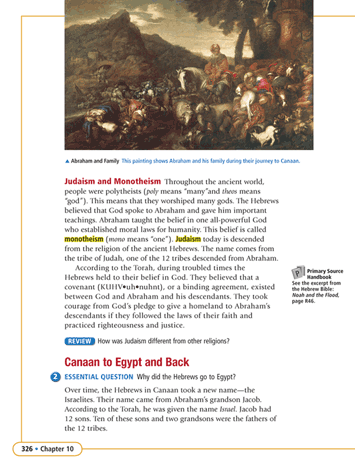 ▲ Abraham and Family This painting shows Abraham and his family during their journey to Canaan.
Judaism and Monotheism Throughout the ancient world,
people were polytheists (poly means "many"and theos means
"god"). This means that they worshiped many gods. The Hebrews
believed that God spoke to Abraham and gave him important
teachings. Abraham taught the belief in one all-powerful God
who established moral laws for humanity. This belief is called
monotheism (mono means "one"). Judaism today is descended
from the religion of the ancient Hebrews. The name comes from
the tribe of Judah, one of the 12 tribes descended from Abraham.
According to the Torah, during troubled times the
Hebrews held to their belief in God. They believed that a
covenant (KUHV•uh•nuhnt), or a binding agreement, existed
between God and Abraham and his descendants. They took
courage from God's pledge to give a homeland to Abraham's
descendants if they followed the laws of their faith and
practiced righteousness and justice.
Primary Source
Handbook
See the excerpt from
the Hebrew Bible:
Noah and the Flood,
page R46.
REVIEW How was Judaism different from other religions?
Canaan to Egypt and Back
2 ESSENTIAL QUESTION Why did the Hebrews go to Egypt?
Over time, the Hebrews in Canaan took a new name—the
Israelites. Their name came from Abraham's grandson Jacob.
According to the Torah, he was given the name Israel. Jacob had
12 sons. Ten of these sons and two grandsons were the fathers of
the 12 tribes.
326 • Chapter 10